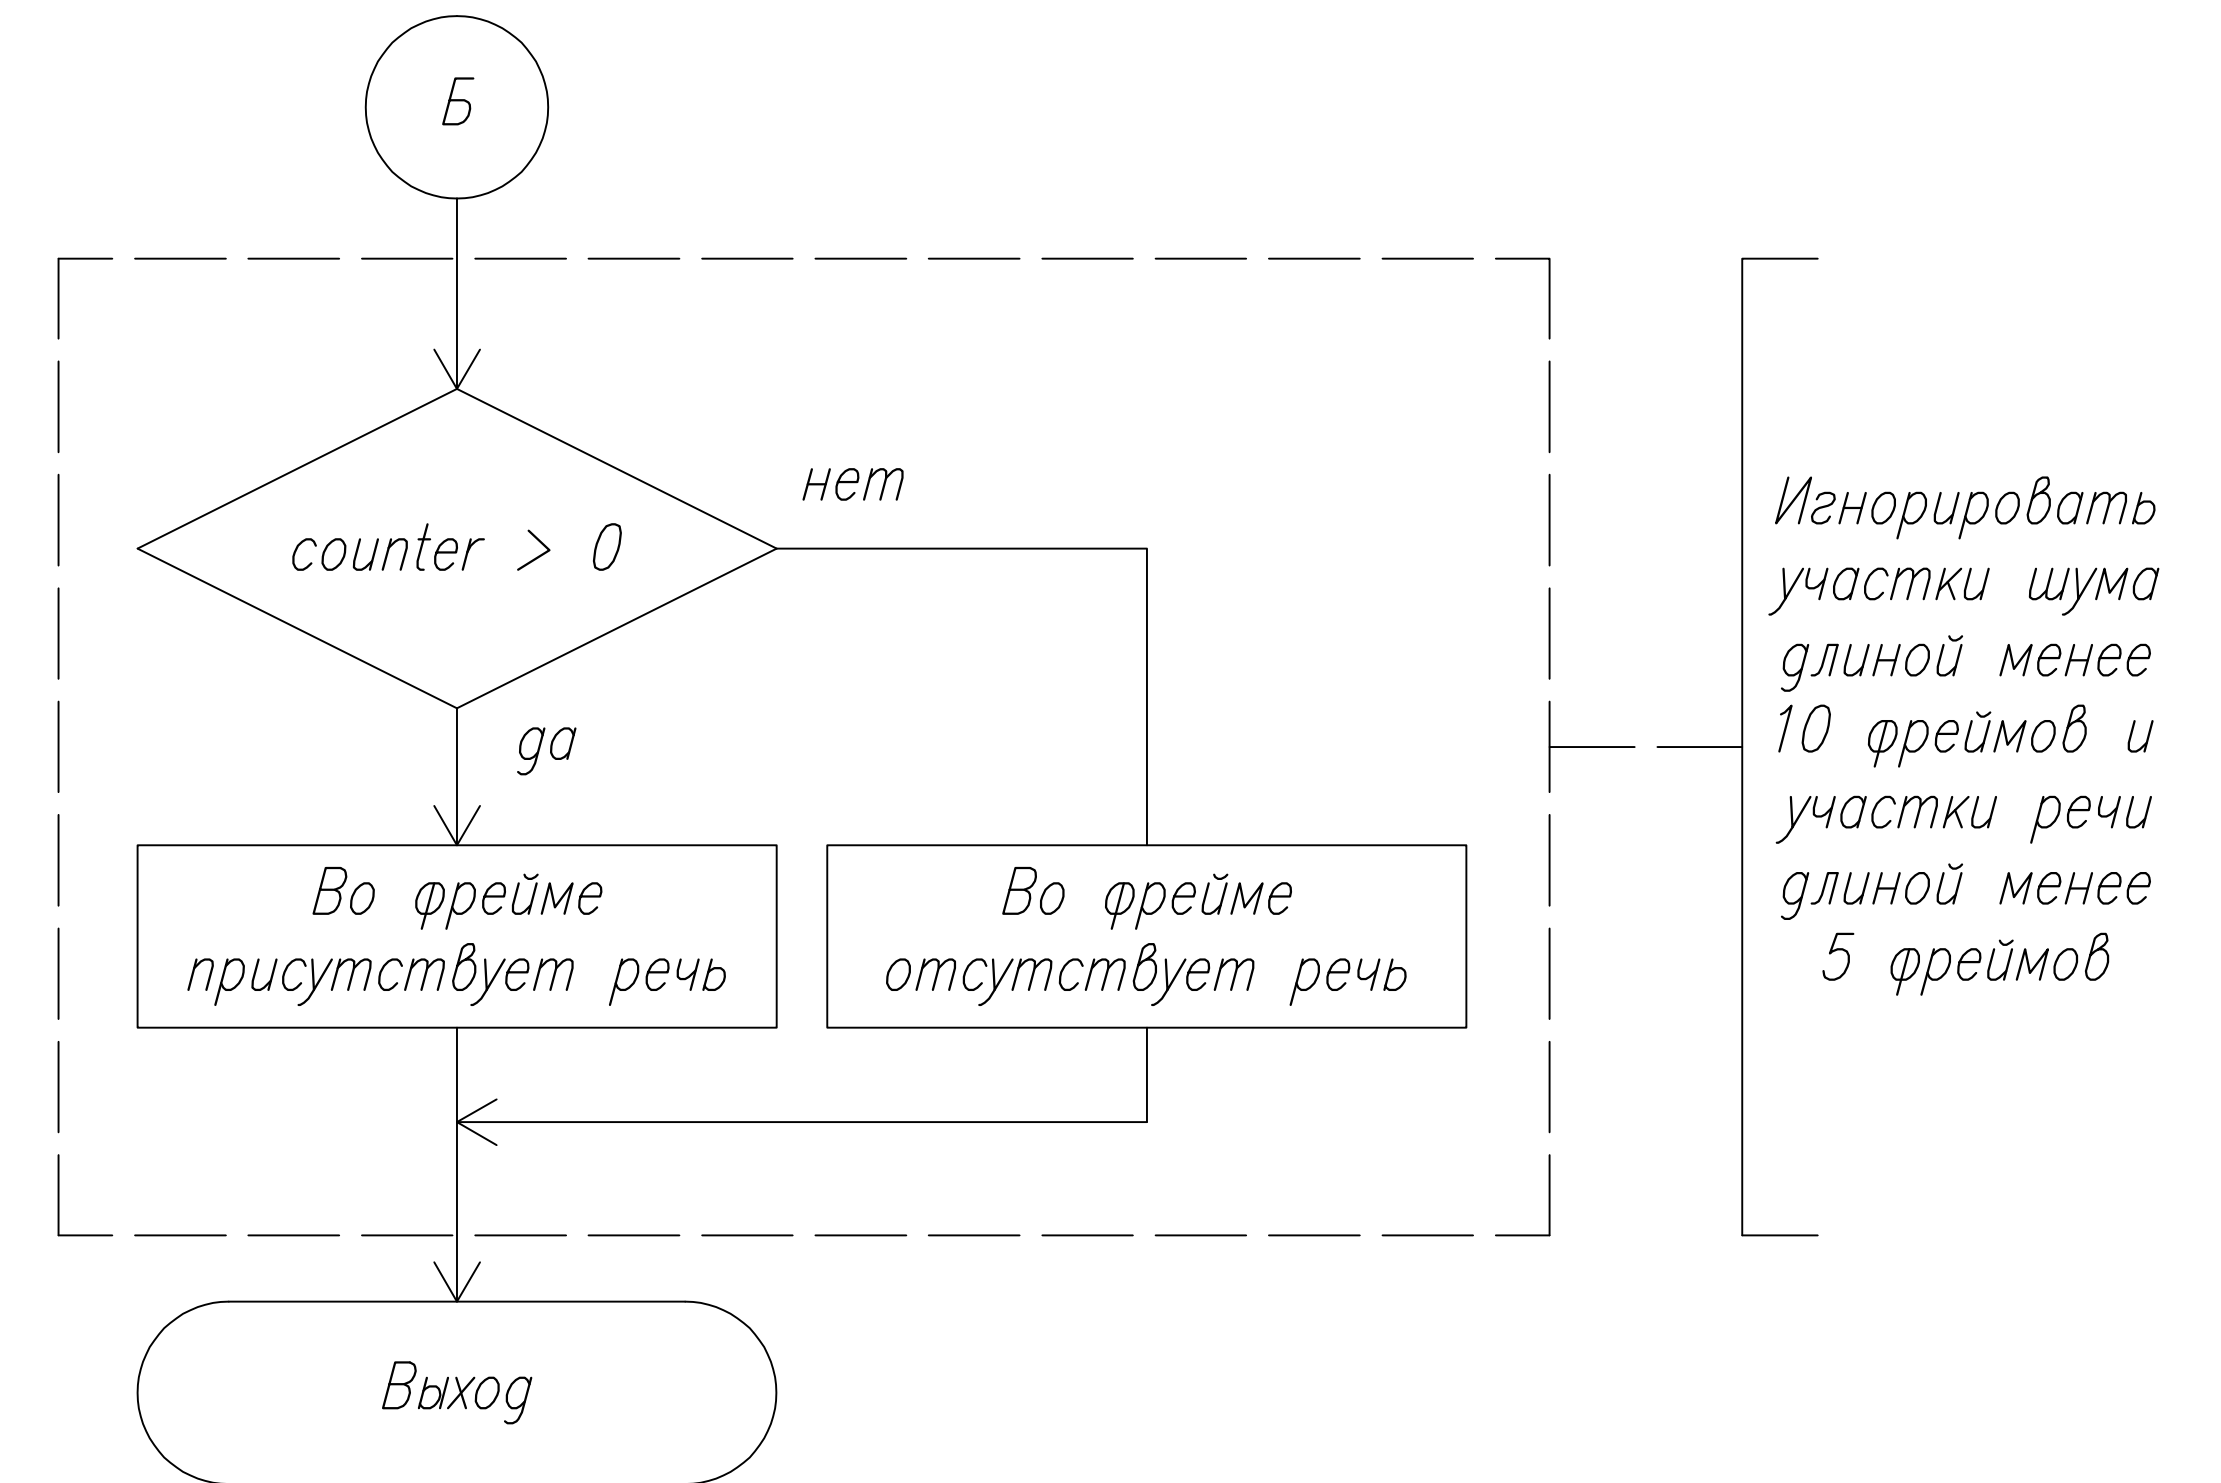 Б
counter > 0
нет
да
Во фрейме
присутствует речь
Во фрейме
отсутствует речь
Выход
Игнорировать
участки шума
длиной менее
10 фреймов и
участки речи
длиной менее
5 фреймов